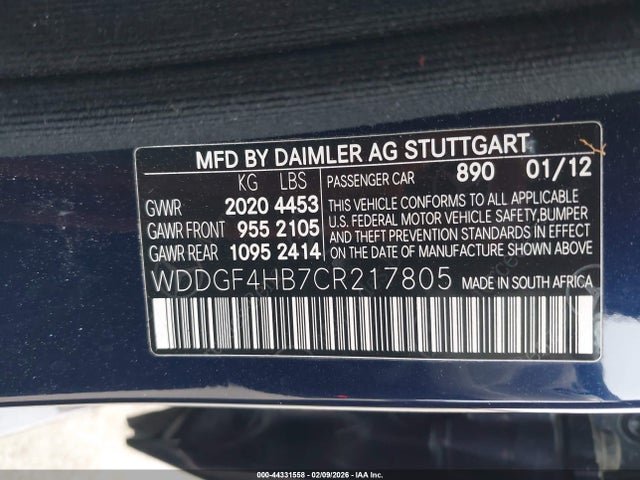 MFD BY DAIMLER AG STUTTGART
KG LBS PASSENGER CAR 890 01/12
GVWR 2020 4453
GAWR FRONT 955 2105
GAWR REAR 1095 2414
THIS VEHICLE CONFORMS TO ALL APPLICABLE
U.S. FEDERAL MOTOR VEHICLE SAFETY,BUMPER
AND THEFT PREVENTION STANDARDS IN EFFECT
ON THE DATE OF MANUFACTURE SHOWN ABOVE
WDDGF4HB7CR217805 MADE IN SOUTH AFRICA
000-44331558 - 02/09/2026 - IAA Inc.